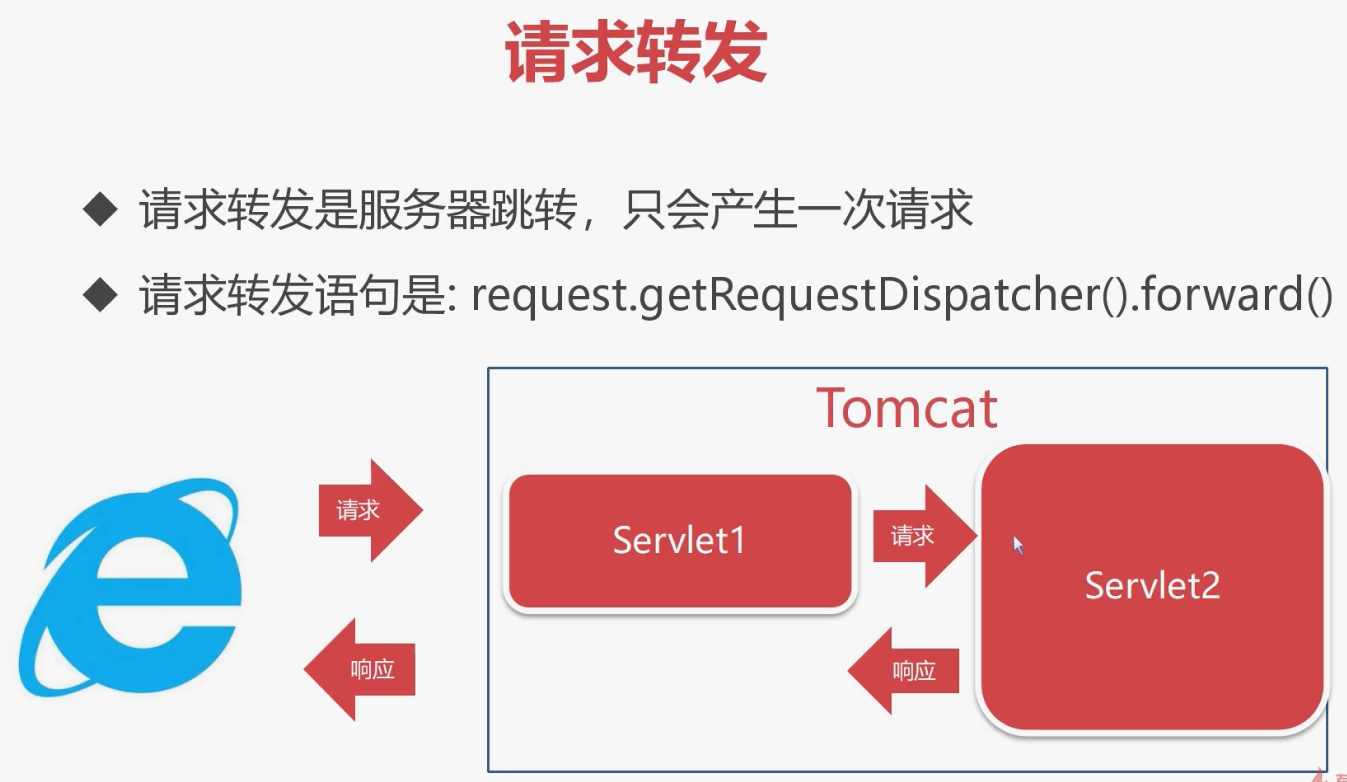 请求转发
◆ 请求转发是服务器跳转，只会产生一次请求
◆ 请求转发语句是: request.getRequestDispatcher().forward()
Tomcat
请求
Servlet1
请求
Servlet2
响应
响应